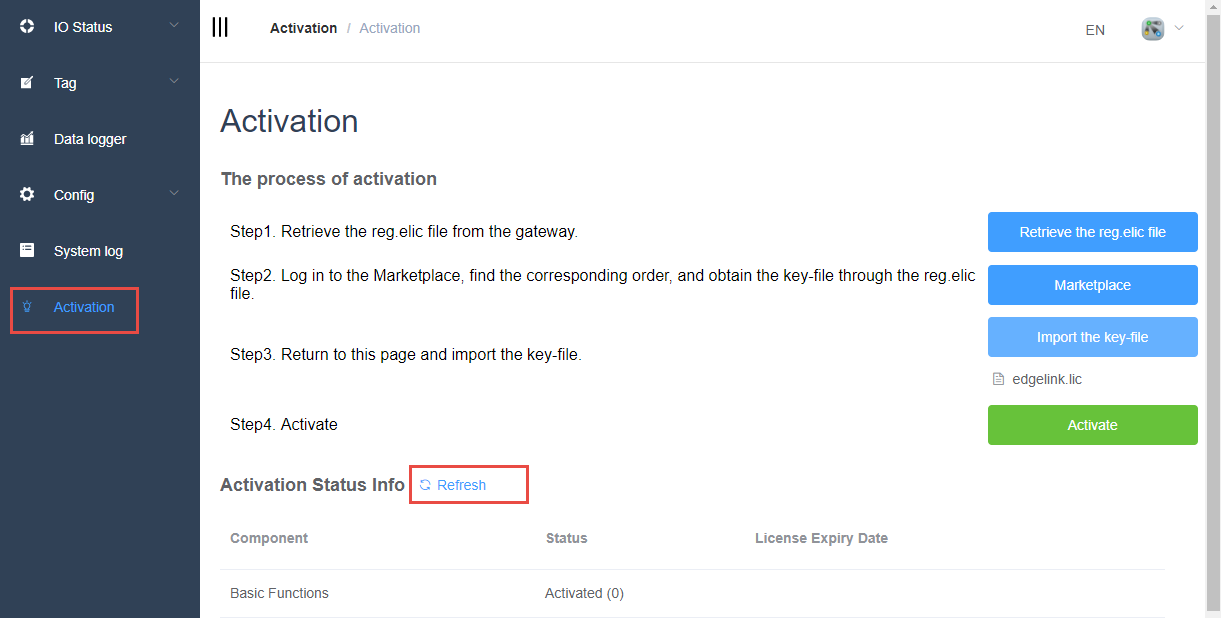 IO Status
Tag
Data logger
Config
System log
Activation
Activation / Activation
EN
Activation
The process of activation
Step1. Retrieve the reg.elic file from the gateway.
Retrieve the reg.elic file
Step2. Log in to the Marketplace, find the corresponding order, and obtain the key-file through the reg.elic
file.
Marketplace
Step3. Return to this page and import the key-file.
Import the key-file
edgelink.lic
Step4. Activate
Activate
Activation Status Info Refresh
Component Status License Expiry Date
Basic Functions Activated (0)